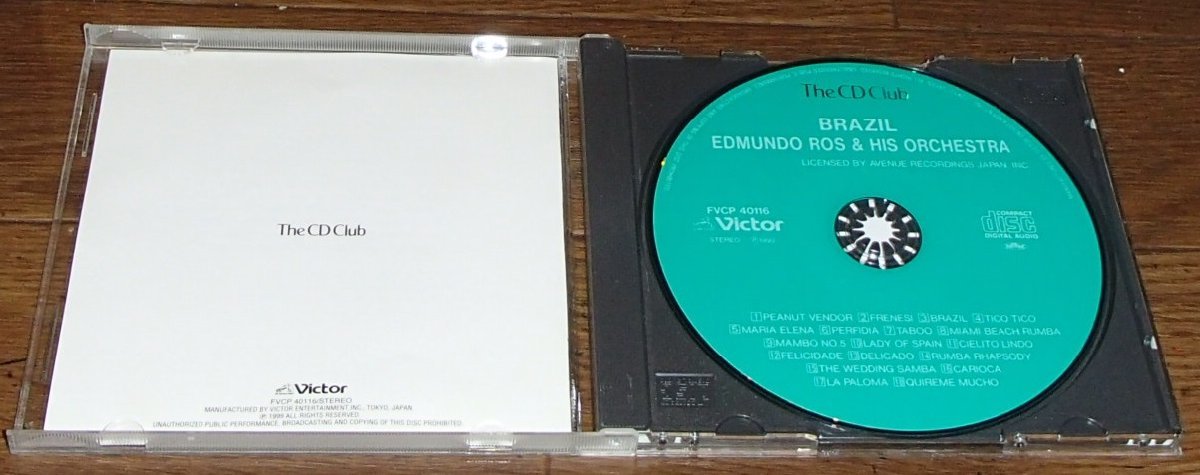 The CD Club
Victor
FVCP 40116/STEREO
MANUFACTURED BY VICTOR ENTERTAINMENT, INC., TOKYO, JAPAN
℗ 1999 ALL RIGHTS RESERVED.
UNAUTHORIZED PUBLIC PERFORMANCE, BROADCASTING AND COPYING OF THIS DISC PROHIBITED.
The CD Club
BRAZIL
EDMUNDO ROS & HIS ORCHESTRA
LICENSED BY AVENUE RECORDINGS JAPAN, INC.
FVCP 40116
Victor
STEREO ℗ 1999
COMPACT
disc
DIGITAL AUDIO
1 PEANUT VENDOR 2 FRENESI 3 BRAZIL 4 TICO TICO
5 MARIA ELENA 6 PERFIDIA 7 TABOO 8 MIAMI BEACH RUMBA
9 MAMBO NO.5 10 LADY OF SPAIN 11 CIELITO LINDO
12 FELICIDADE 13 DELICADO 14 RUMBA RHAPSODY
15 THE WEDDING SAMBA 16 CARIOCA
17 LA PALOMA 18 QUIREME MUCHO